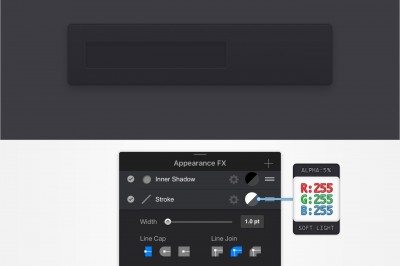 Appearance FX
ALPHA:5%
Inner Shadow
R:255
G:255
B:255
Stroke
Width
1.0 pt
SOFT LIGHT
Line Cap
Line Join